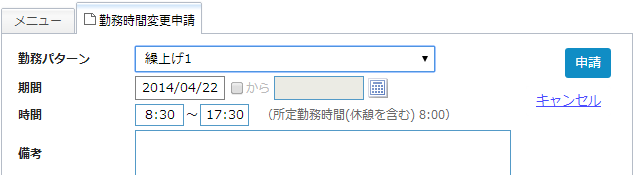 メニュー 勤務時間変更申請
勤務パターン 繰上げ1 申請
期間 2014/04/22 から
キャンセル
時間 8:30 ～ 17:30 (所定勤務時間(休憩を含む) 8:00)
備考